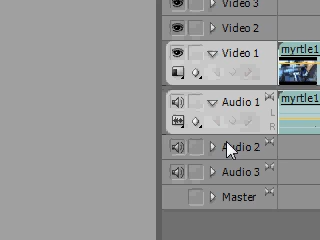 Video 3
Video 2
Video 1 myrtle1
Audio 1 myrtle1
L
R
Audio 2
Audio 3
Master